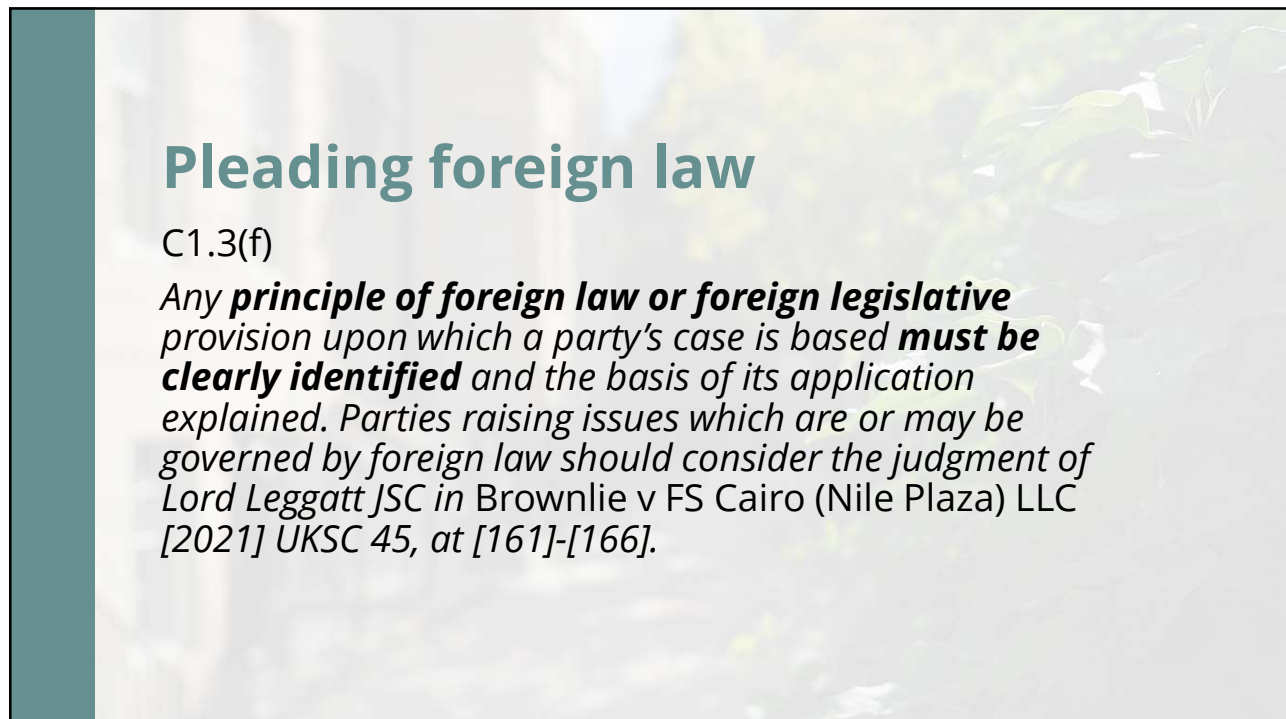 Pleading foreign law
C1.3(f)
Any principle of foreign law or foreign legislative
provision upon which a party’s case is based must be
clearly identified and the basis of its application
explained. Parties raising issues which are or may be
governed by foreign law should consider the judgment of
Lord Leggatt JSC in Brownlie v FS Cairo (Nile Plaza) LLC
[2021] UKSC 45, at [161]-[166].